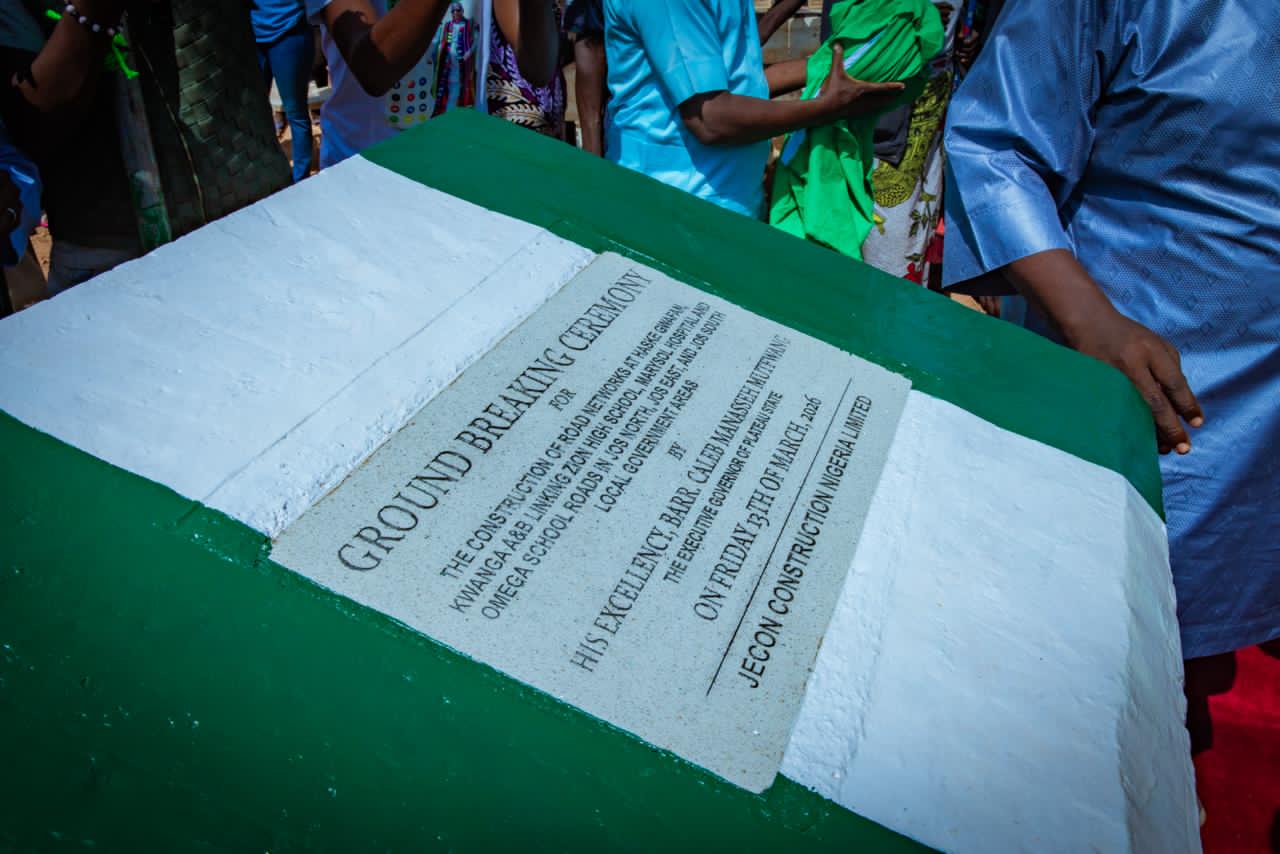 GROUND BREAKING CEREMONY
FOR
THE CONSTRUCTION OF ROAD NETWORKS AT HASKE GWAFAN,
KWANGA A&B LINKING ZION HIGH SCHOOL, MARYSOL HOSPITAL AND
OMEGA SCHOOL ROADS IN JOS NORTH, JOS EAST, AND JOS SOUTH
LOCAL GOVERNMENT AREAS
BY
HIS EXCELLENCY, BARR. CALEB MANASSEH MUTFWANG
THE EXECUTIVE GOVERNOR OF PLATEAU STATE
ON FRIDAY 13TH OF MARCH, 2026
JECON CONSTRUCTION NIGERIA LIMITED